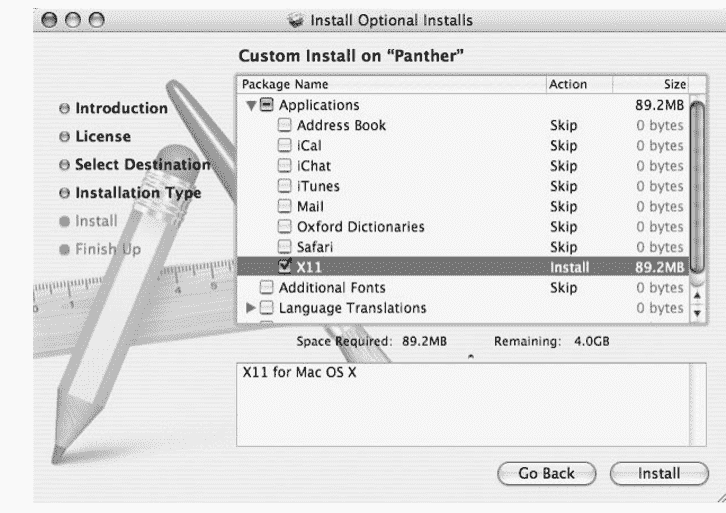 Install Optional Installs
Custom Install on “Panther”
Introduction
License
Select Destination
Installation Type
Install
Finish Up
Package Name Action Size
Applications 89.2MB
Address Book Skip 0 bytes
iCal Skip 0 bytes
iChat Skip 0 bytes
iTunes Skip 0 bytes
Mail Skip 0 bytes
Oxford Dictionaries Skip 0 bytes
Safari Skip 0 bytes
X11 Install 89.2MB
Additional Fonts Skip 0 bytes
Language Translations 0 bytes
Space Required: 89.2MB Remaining: 4.0GB
X11 for Mac OS X
Go Back Install
0 1 4 5